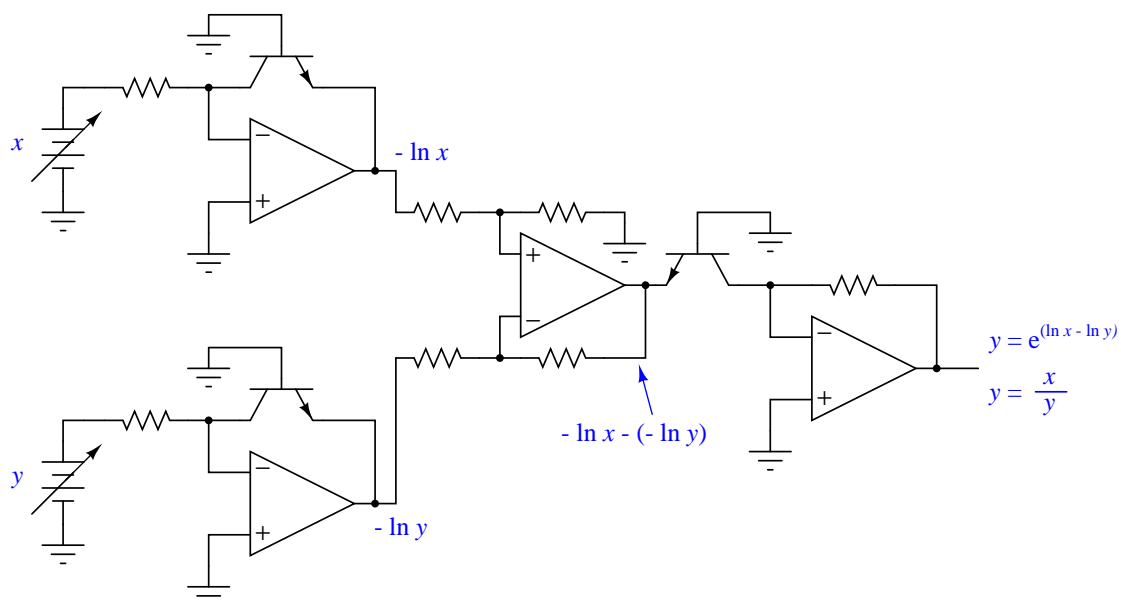 x
−
+
- ln x
+
−
- ln x - (- ln y)
y
−
+
- ln y
−
+
y = e^(ln x - ln y)
y = x/y